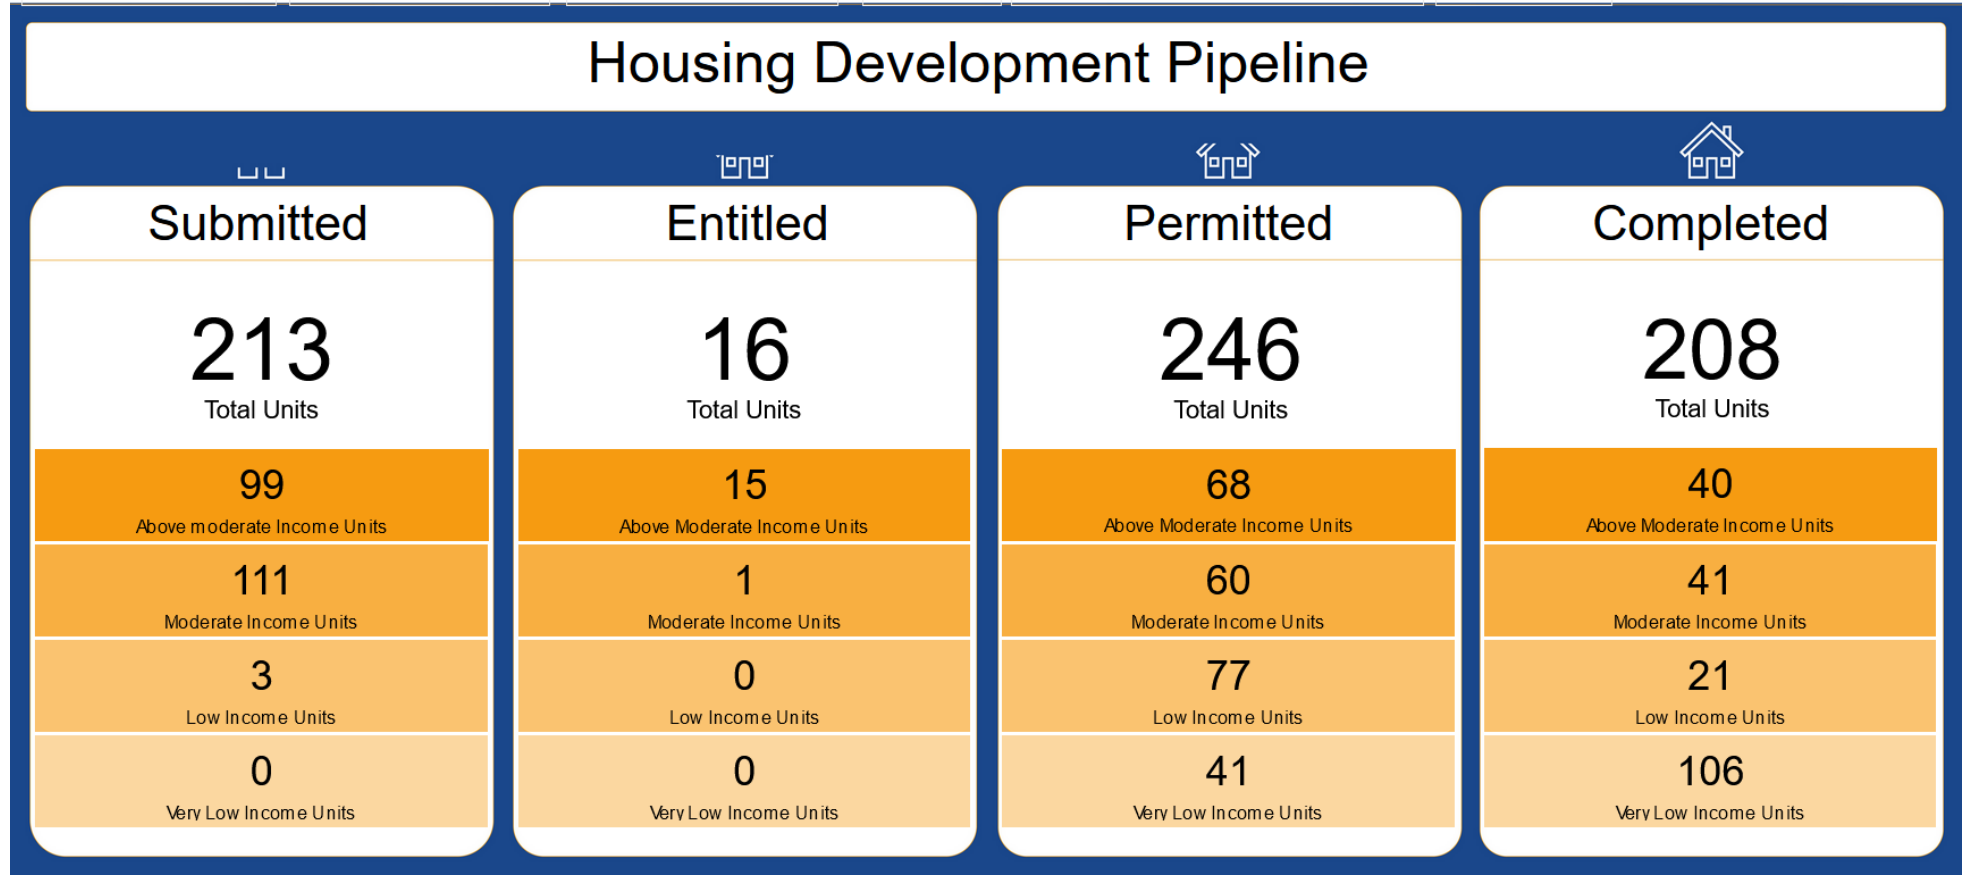 Housing Development Pipeline
Submitted
213
Total Units
99
Above moderate Income Units
111
Moderate Income Units
3
Low Income Units
0
Very Low Income Units
Entitled
16
Total Units
15
Above Moderate Income Units
1
Moderate Income Units
0
Low Income Units
0
Very Low Income Units
Permitted
246
Total Units
68
Above Moderate Income Units
60
Moderate Income Units
77
Low Income Units
41
Very Low Income Units
Completed
208
Total Units
40
Above Moderate Income Units
41
Moderate Income Units
21
Low Income Units
106
Very Low Income Units